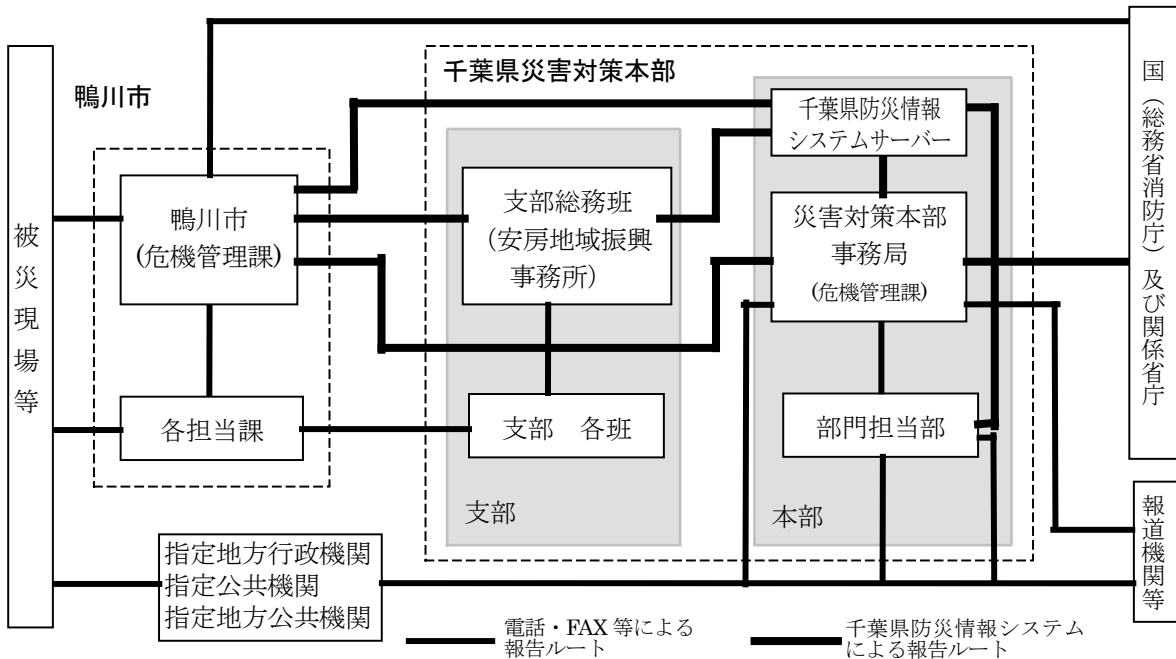 被災現場等
鴨川市
鴨川市
(危機管理課)
各担当課
指定地方行政機関
指定公共機関
指定地方公共機関
千葉県災害対策本部
支部総務班
（安房地域振興
事務所）
支部　各班
支部
千葉県防災情報
システムサーバー
災害対策本部
事務局
(危機管理課)
部門担当部
本部
国（総務省消防庁）及び関係省庁
報道機関等
電話・FAX 等による
報告ルート
千葉県防災情報システム
による報告ルート